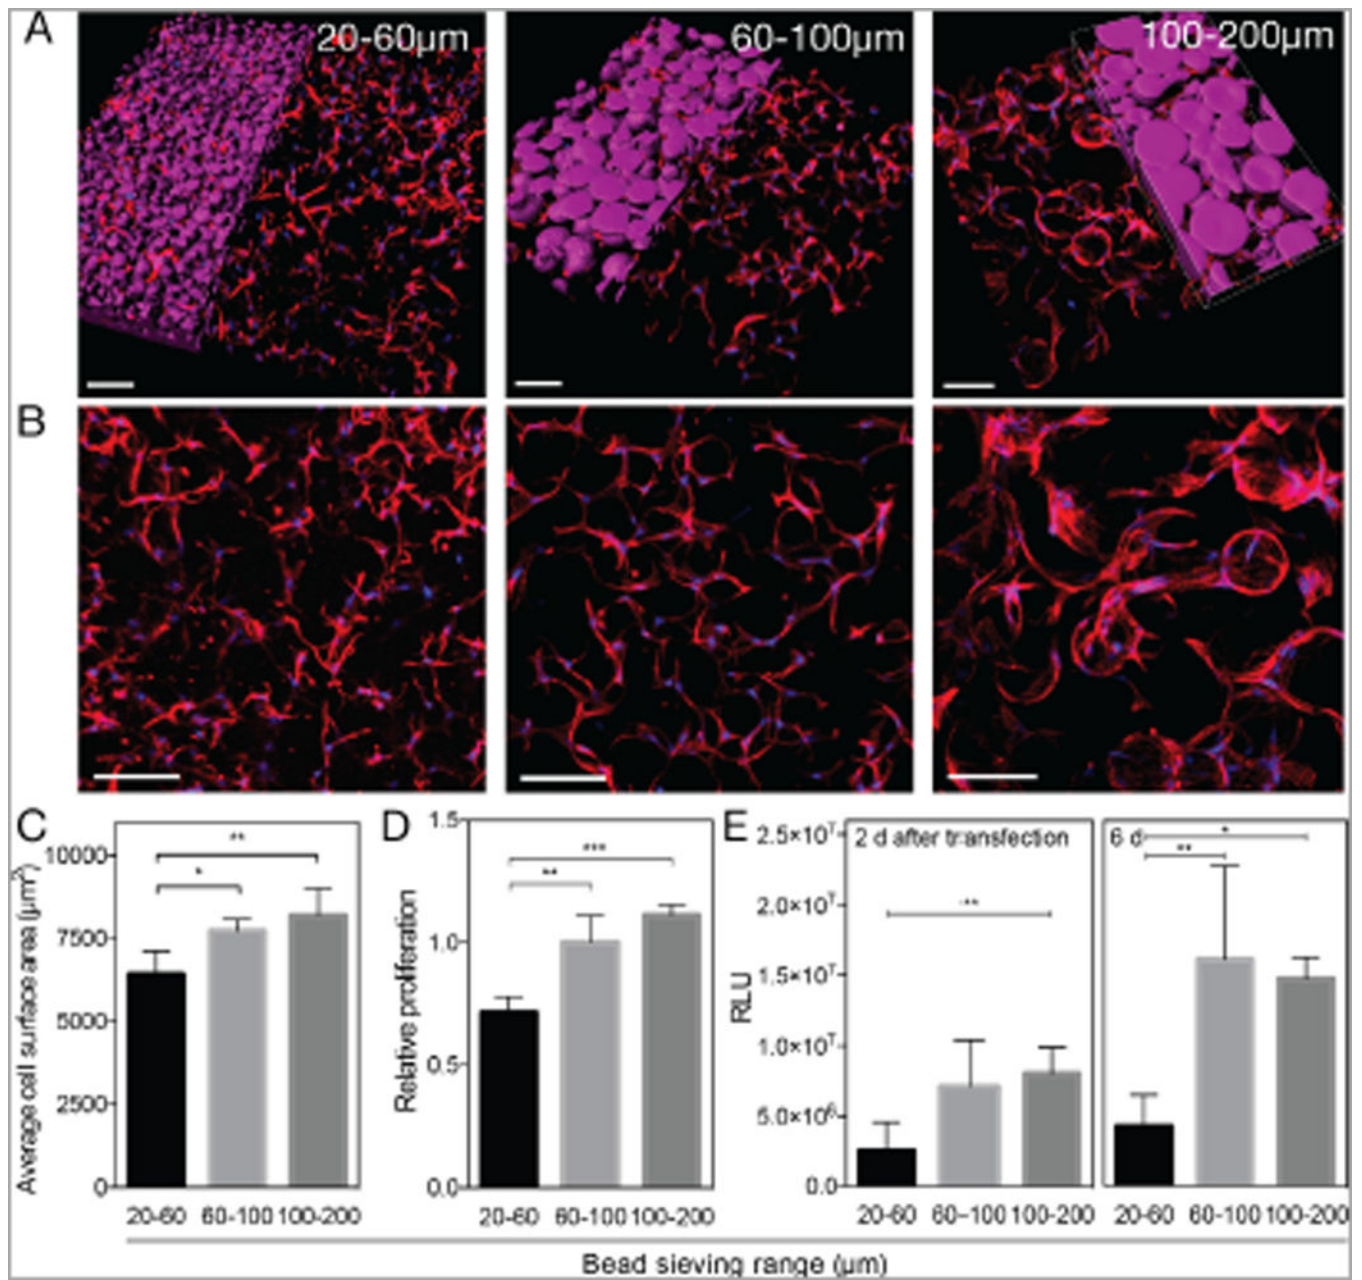 A
20-60µm
60-100µm
100-200µm
B
C
Average cell surface area (µm²)
10000
7500
5000
2500
0
**
*
20-60
60-100
100-200
D
Relative proliferation
1.5
1.0
0.5
0.0
***
**
20-60
60-100
100-200
E
RLU
2.5×10⁷
2.0×10⁷
1.5×10⁷
1.0×10⁷
5.0×10⁶
0.0
2 d after transfection
**
20-60
60-100
100-200
6 d
*
**
20-60
60-100
100-200
Bead sieving range (µm)